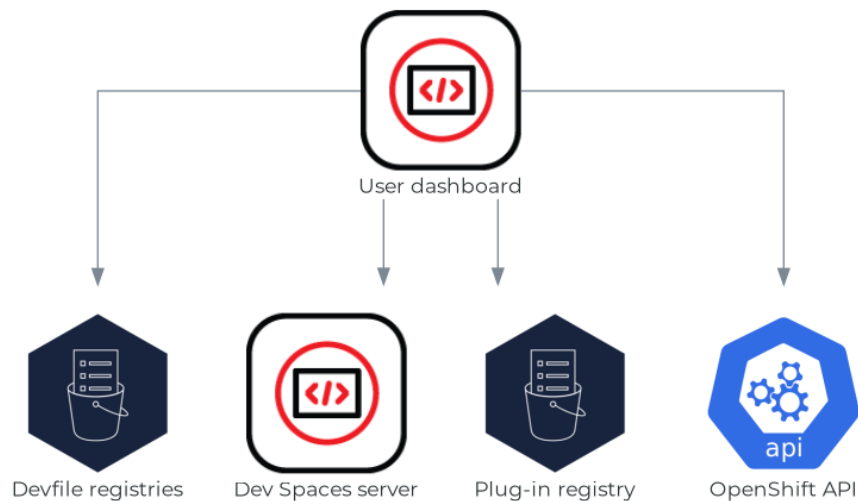 </>
User dashboard
</>
api
Devfile registries
Dev Spaces server
Plug-in registry
OpenShift API